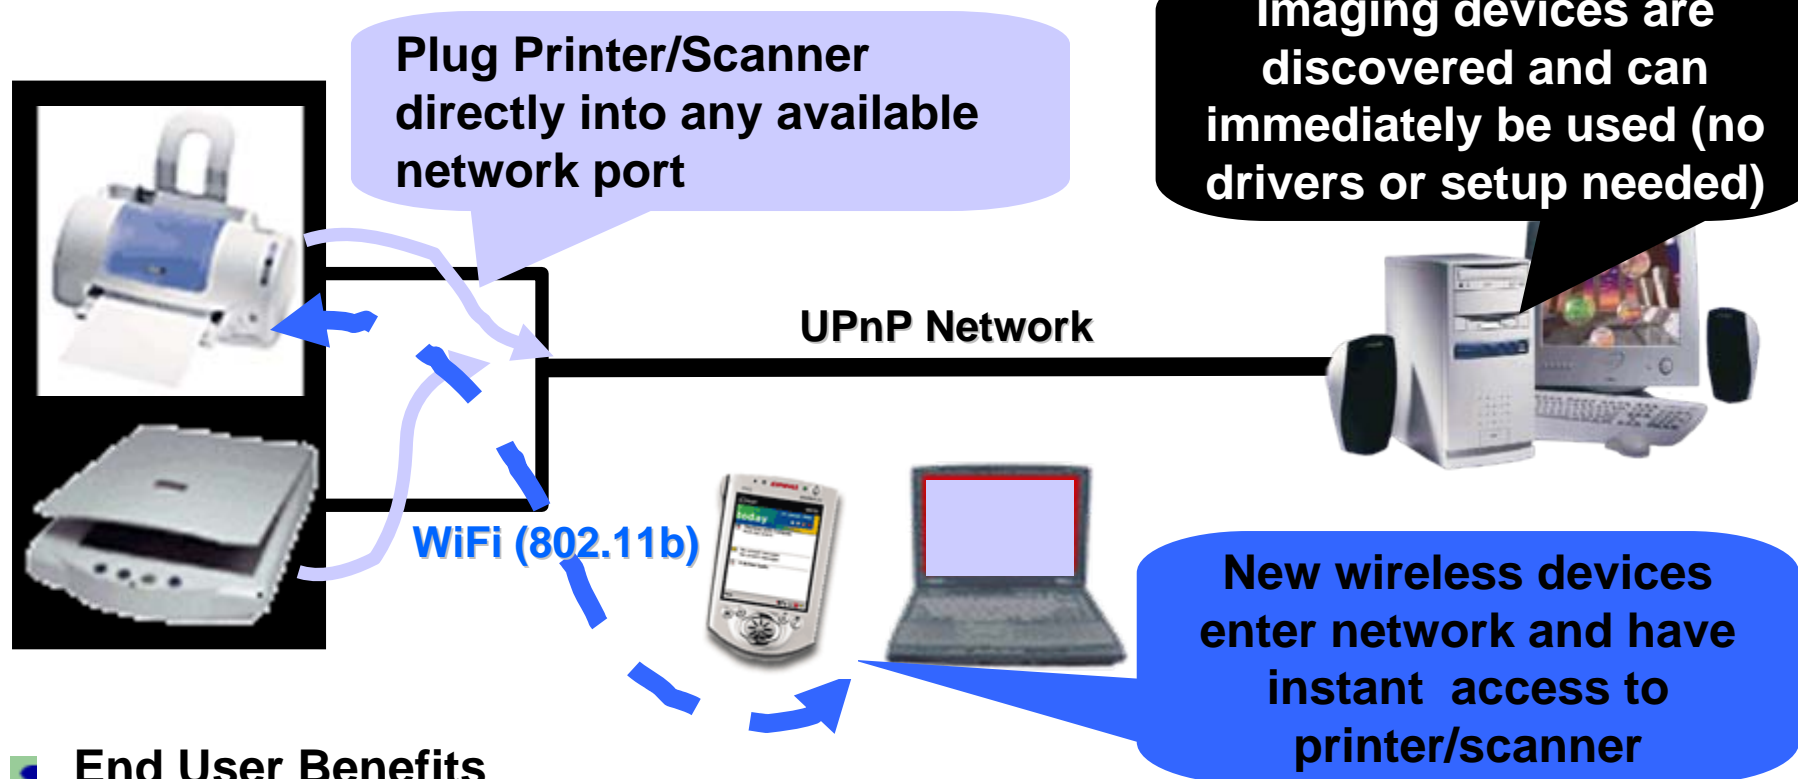 Plug Printer/Scanner
directly into any available
network port
Imaging devices are
discovered and can
immediately be used (no
drivers or setup needed)
UPnP Network
WiFi (802.11b)
today
New wireless devices
enter network and have
instant access to
printer/scanner
End User Benefits